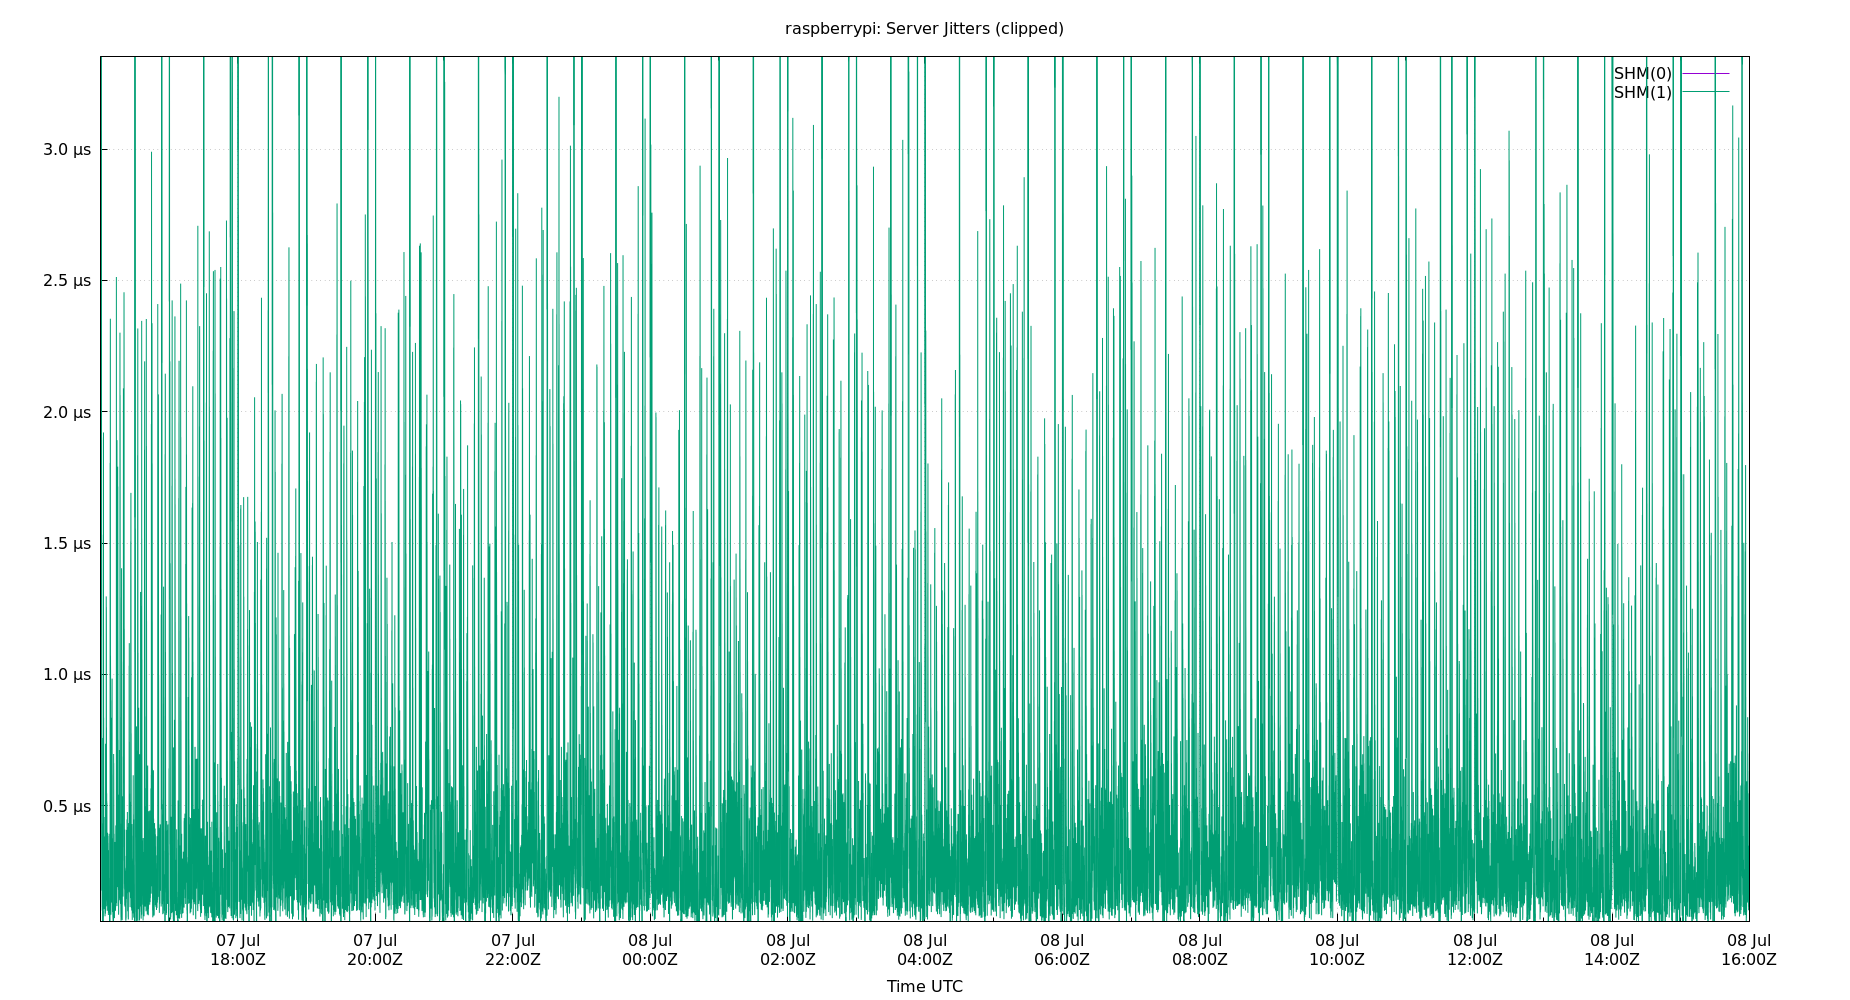 raspberrypi: Server Jitters (clipped)
SHM(0)
SHM(1)
3.0 µs
2.5 µs
2.0 µs
1.5 µs
1.0 µs
0.5 µs
07 Jul 07 Jul 07 Jul 08 Jul 08 Jul 08 Jul 08 Jul 08 Jul 08 Jul 08 Jul 08 Jul 08 Jul
18:00Z 20:00Z 22:00Z 00:00Z 02:00Z 04:00Z 06:00Z 08:00Z 10:00Z 12:00Z 14:00Z 16:00Z
Time UTC